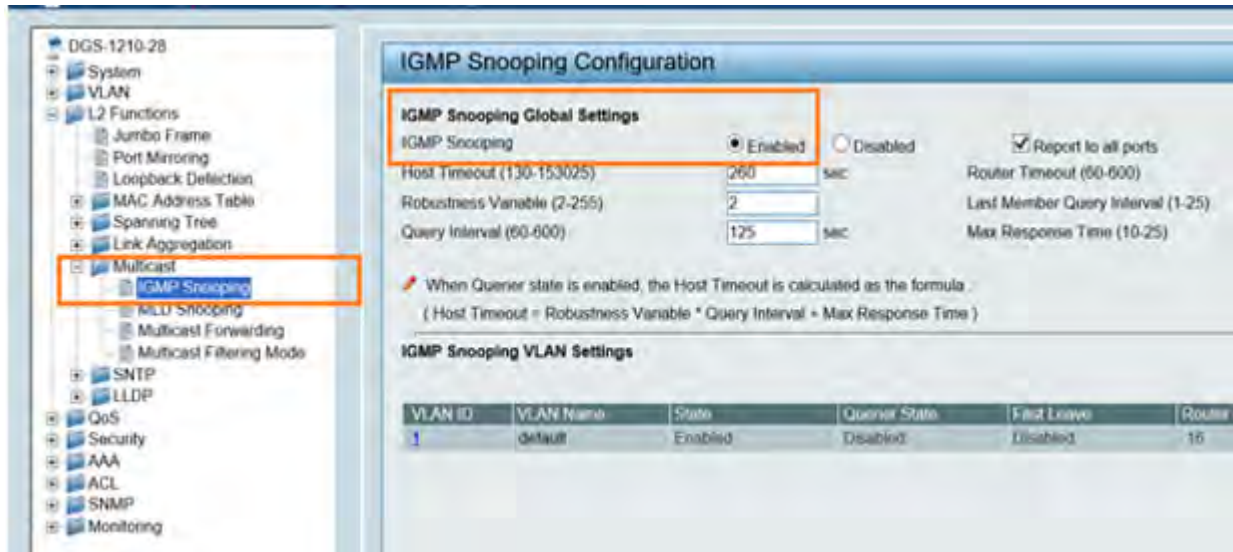 DGS-1210-28
System
VLAN
L2 Functions
Jumbo Frame
Port Mirroring
Loopback Detection
MAC Address Table
Spanning Tree
Link Aggregation
Multicast
IGMP Snooping
MLD Snooping
Multicast Forwarding
Multicast Filtering Mode
SNTP
LLDP
QoS
Security
AAA
ACL
SNMP
Monitoring
IGMP Snooping Configuration
IGMP Snooping Global Settings
IGMP Snooping Enabled Disabled Report to all ports
Host Timeout (130-153025) 260 sec Router Timeout (60-600)
Robustness Variable (2-255) 2 Last Member Query Interval (1-25)
Query Interval (60-600) 125 sec Max Response Time (10-25)
When Querier state is enabled, the Host Timeout is calculated as the formula .
( Host Timeout = Robustness Variable * Query Interval + Max Response Time )
IGMP Snooping VLAN Settings
VLAN ID VLAN Name State Querier State Fast Leave Router
1 default Enabled Disabled Disabled 16